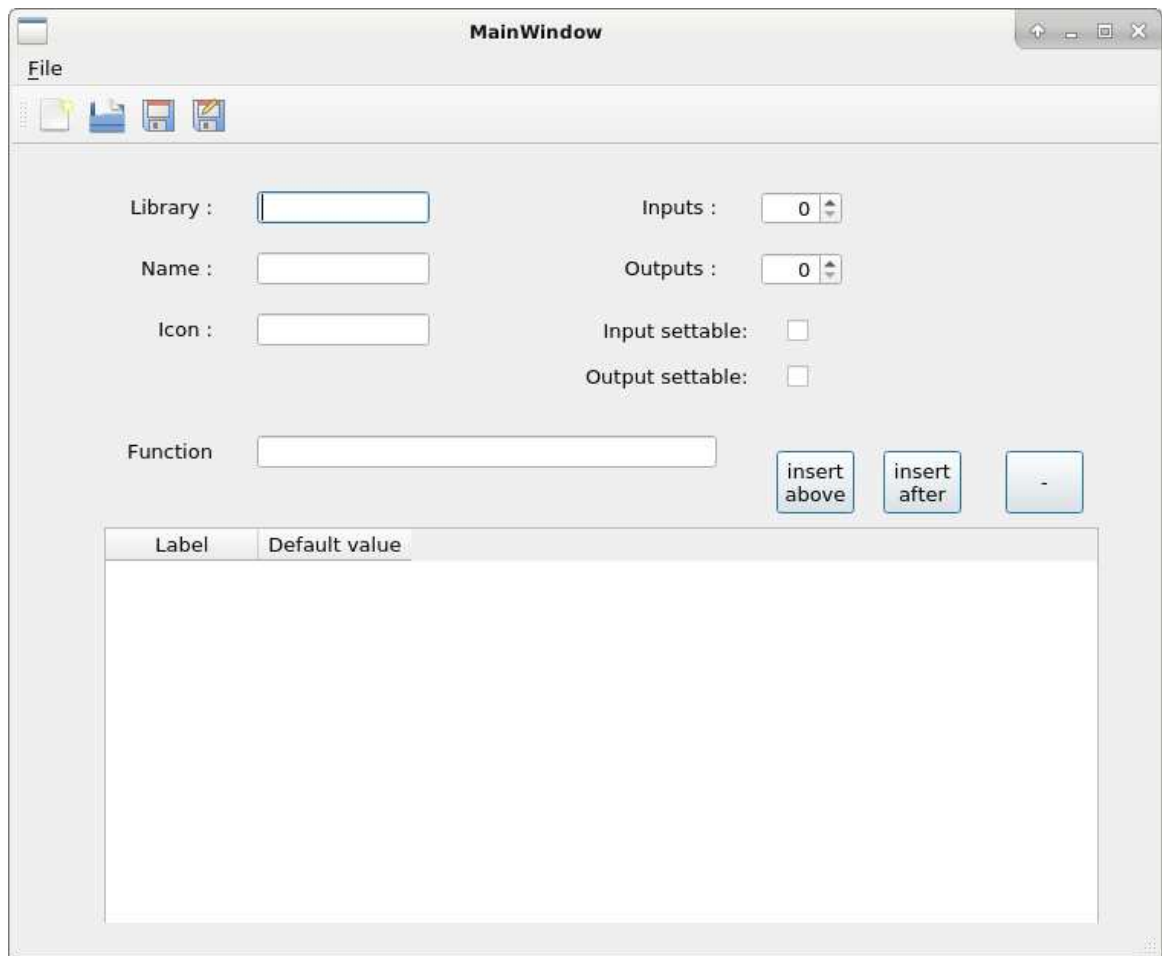 MainWindow
File
Library :
Inputs :
0
Name :
Outputs :
0
Icon :
Input settable:
Output settable:
Function
insert
above
insert
after
-
Label
Default value